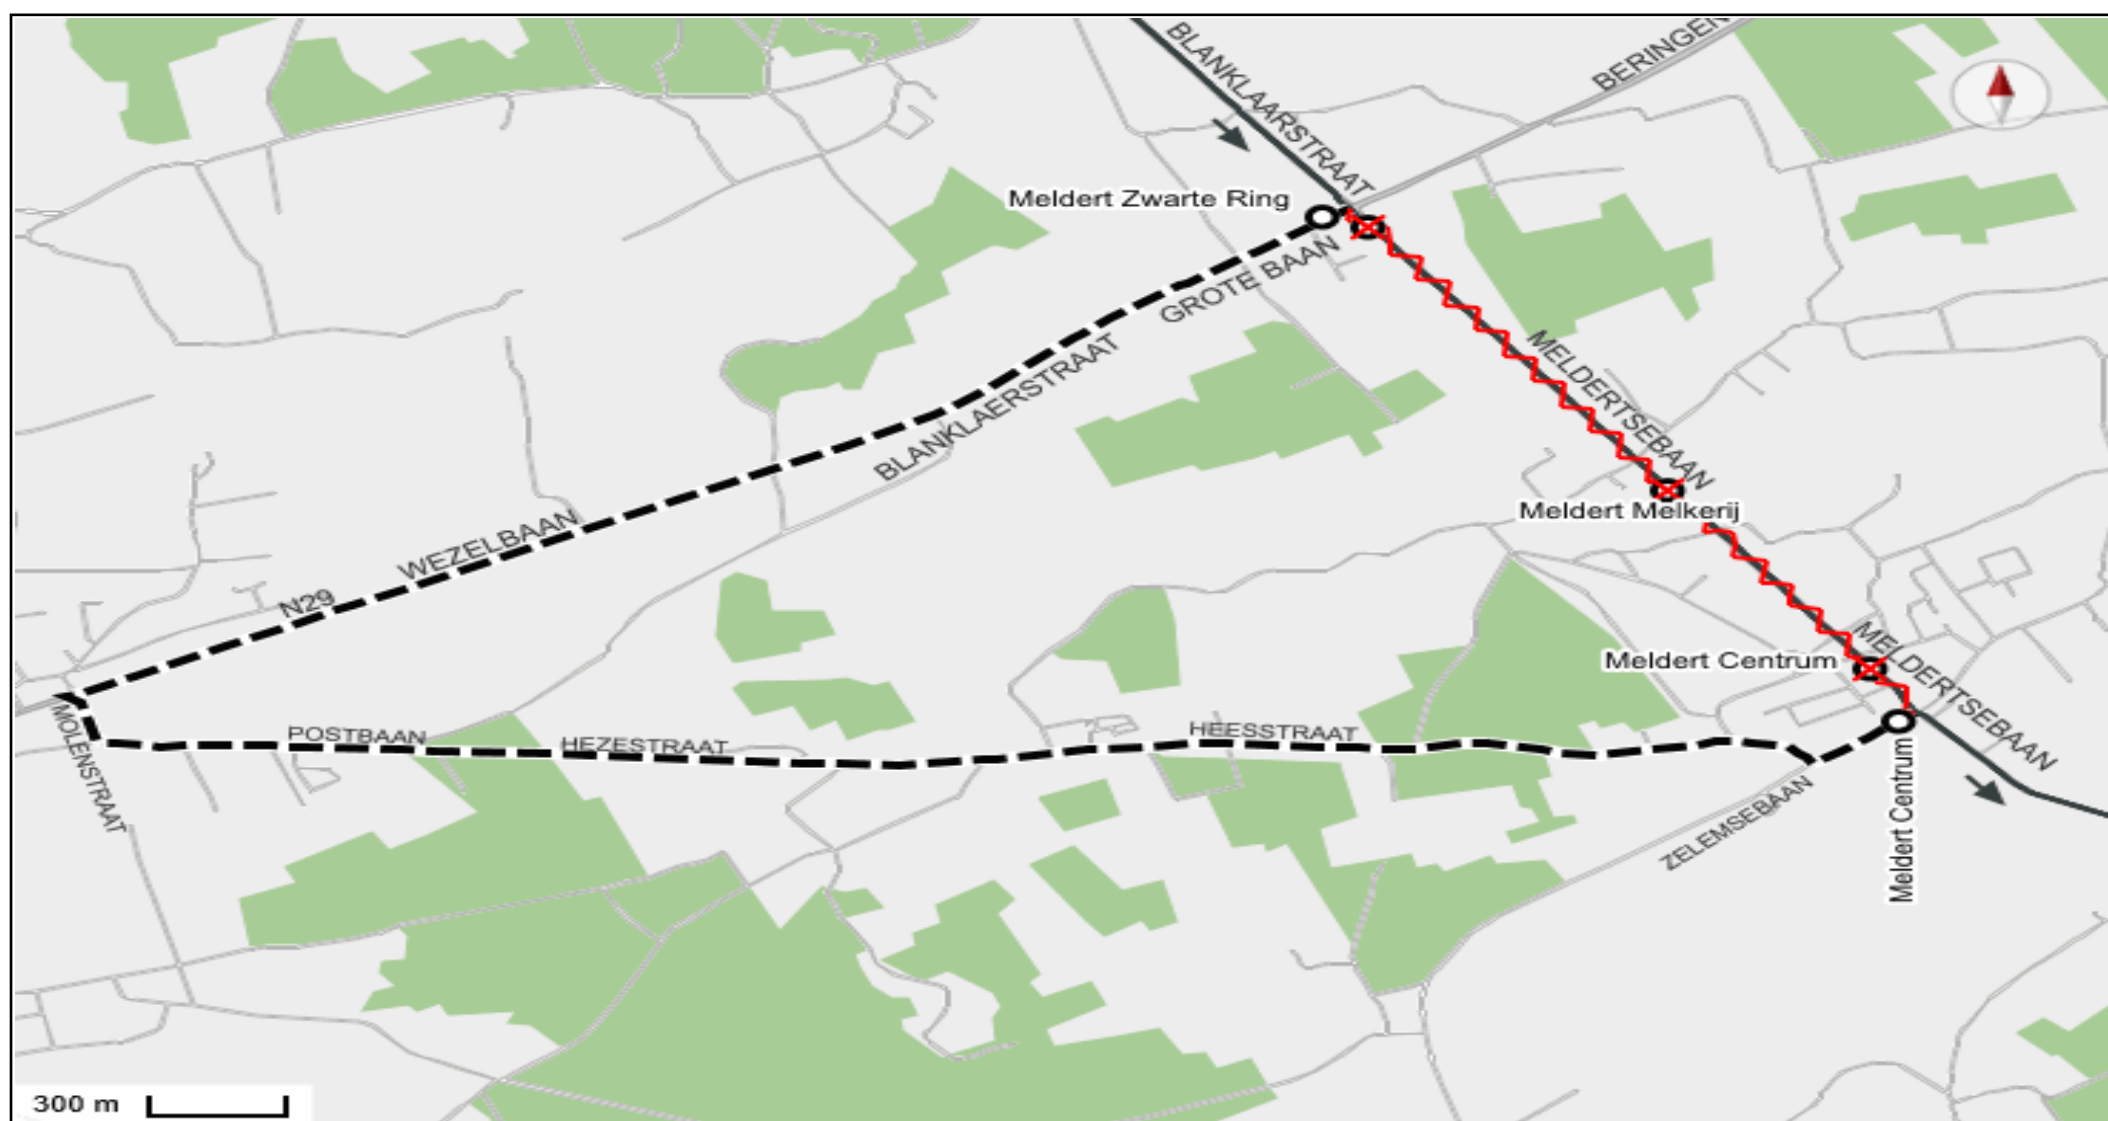 BLANKLAARSTRAAT
BERINGEN
Meldert Zwarte Ring
GROTE BAAN
MELDERTSEBAAN
BLANKLAERSTRAAT
Meldert Melkerij
WEZELBAAN
N29
MELDERTSEBAAN
Meldert Centrum
MOLENSTRAAT
POSTBAAN
HEZESTRAAT
HEESSTRAAT
ZELEMSEBAAN
Meldert Centrum
300 m